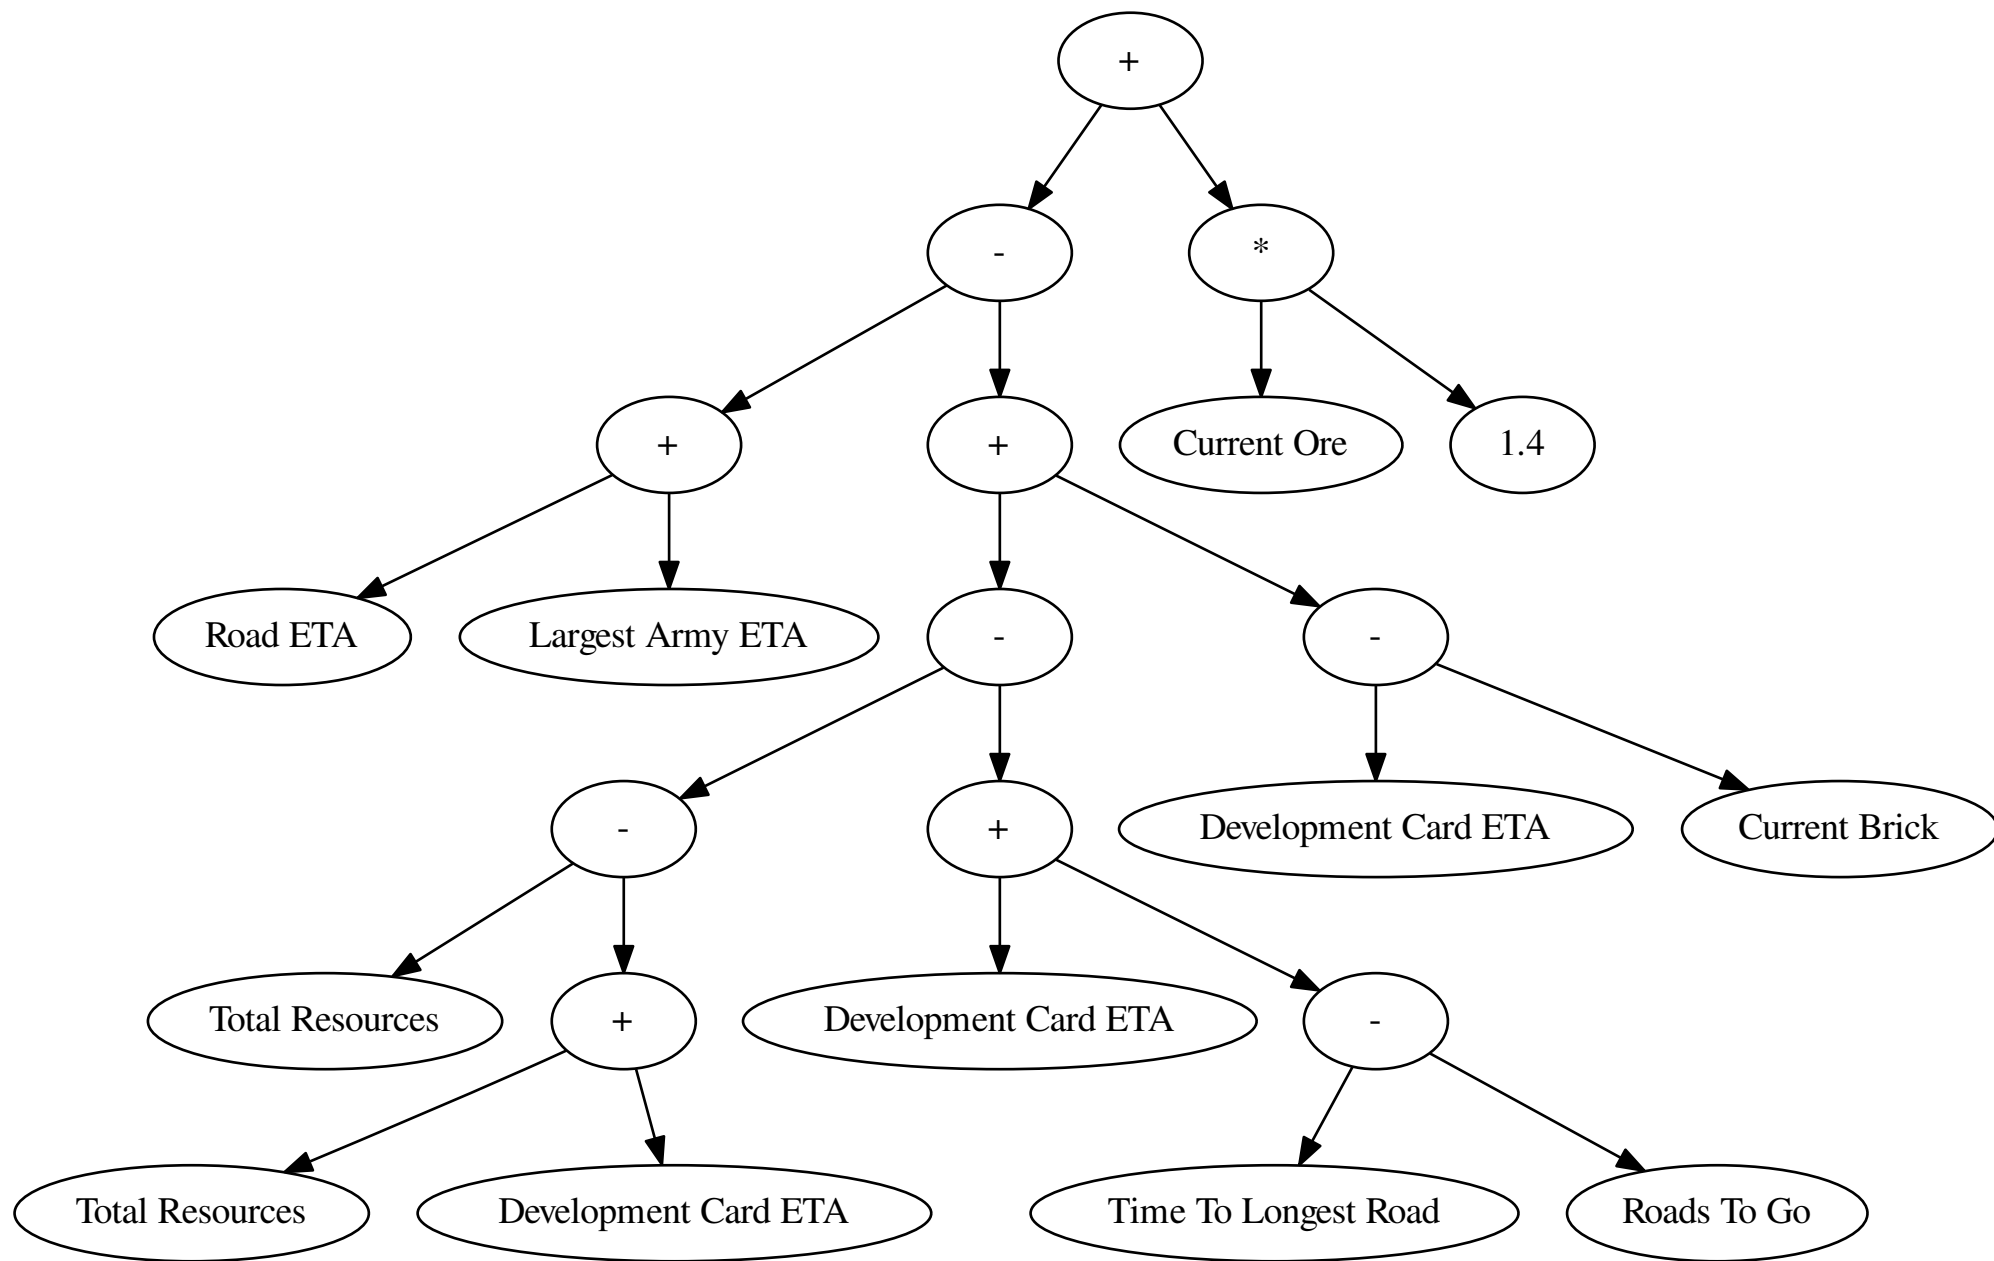 +
-
*
+
+
Current Ore
1.4
Road ETA
Largest Army ETA
-
-
-
+
Development Card ETA
Current Brick
Total Resources
+
Development Card ETA
-
Total Resources
Development Card ETA
Time To Longest Road
Roads To Go